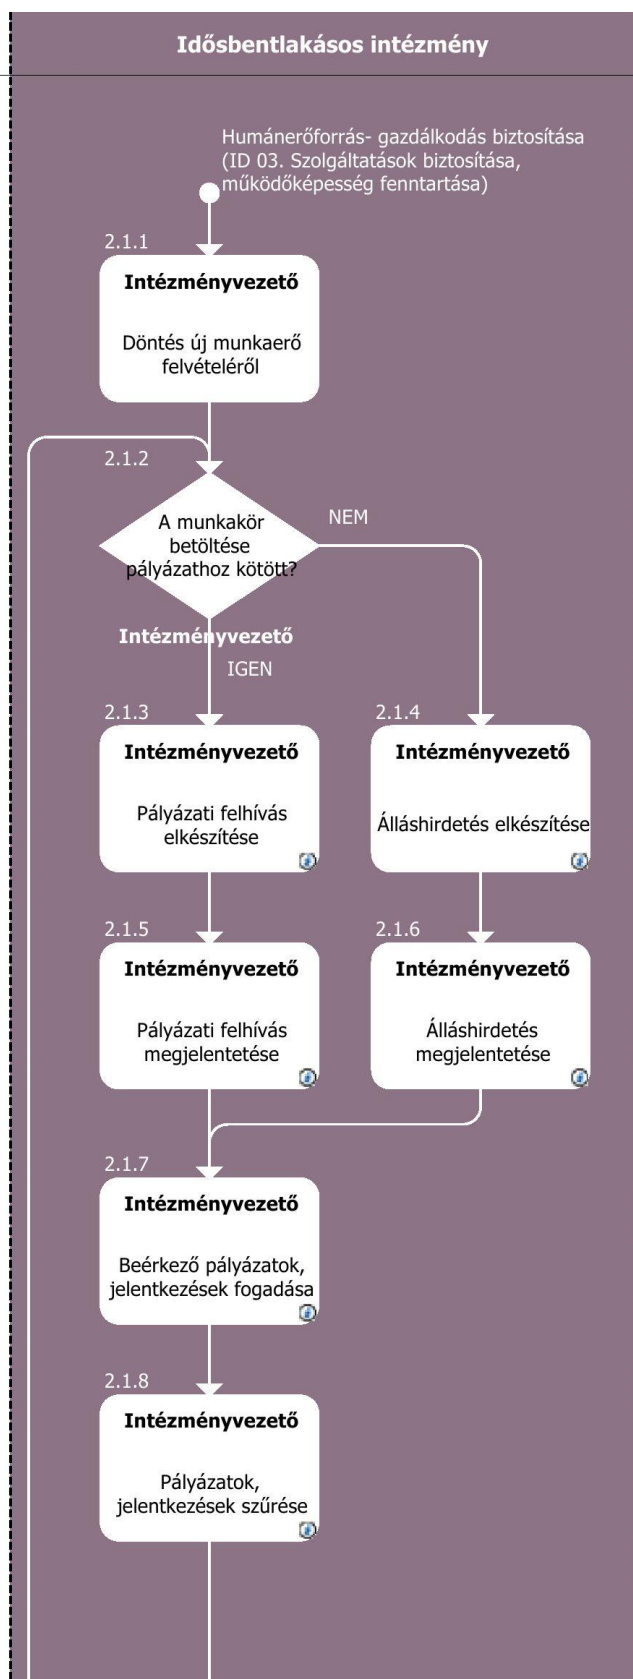 Idősbentlakásos intézmény
Humánerőforrás- gazdálkodás biztosítása
(ID 03. Szolgáltatások biztosítása,
működőképesség fenntartása)
2.1.1
Intézményvezető
Döntés új munkaerő
felvételéről
2.1.2
A munkakör
betöltése
pályázathoz kötött?
NEM
Intézményvezető
IGEN
2.1.3
Intézményvezető
Pályázati felhívás
elkészítése
2.1.4
Intézményvezető
Álláshirdetés elkészítése
2.1.5
Intézményvezető
Pályázati felhívás
megjelentetése
2.1.6
Intézményvezető
Álláshirdetés
megjelentetése
2.1.7
Intézményvezető
Beérkező pályázatok,
jelentkezések fogadása
2.1.8
Intézményvezető
Pályázatok,
jelentkezések szűrése